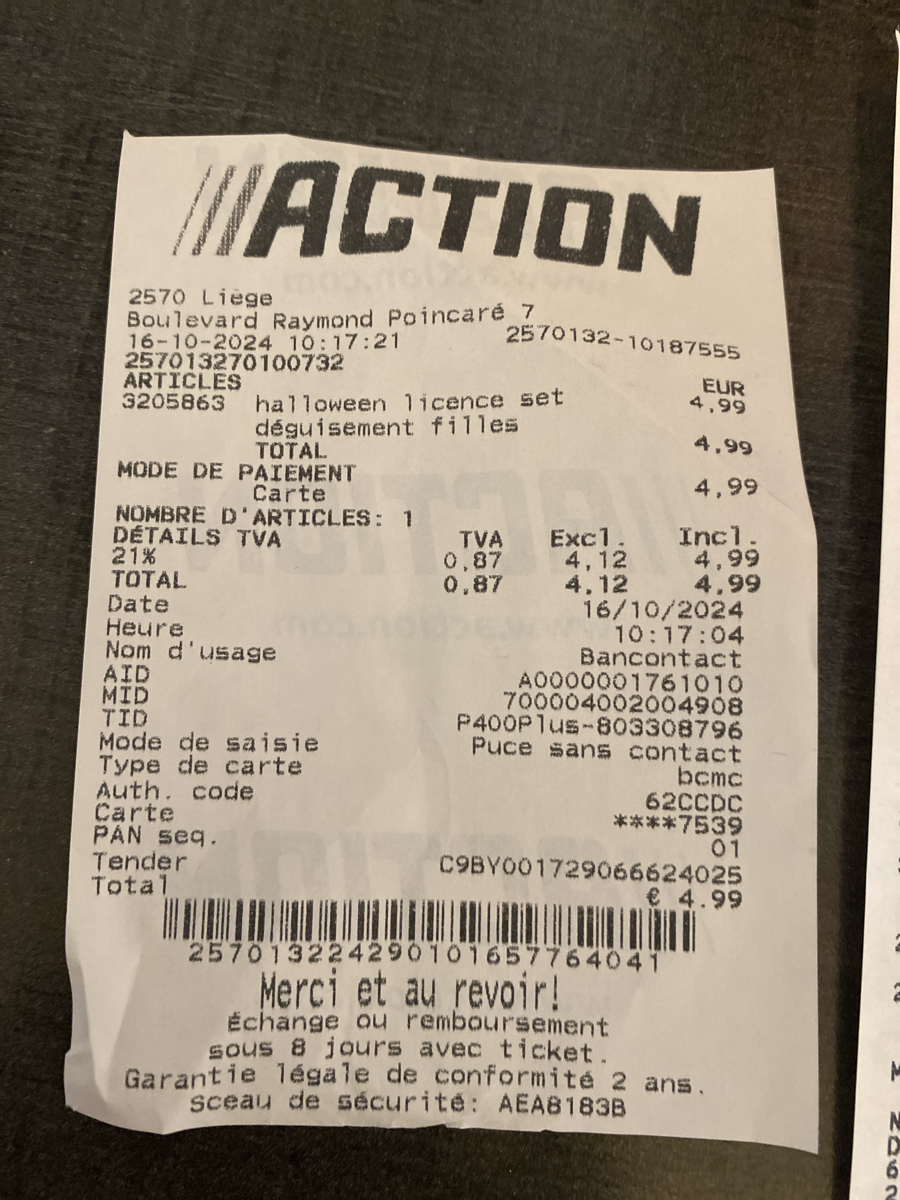 ///ACTION
2570 Liège
Boulevard Raymond Poincaré 7
16-10-2024 10:17:21 2570132-10187555
257013270100732
ARTICLES EUR
3205863 halloween licence set 4,99
déguisement filles
TOTAL 4,99
MODE DE PAIEMENT
Carte 4,99
NOMBRE D'ARTICLES: 1
DÉTAILS TVA TVA Excl. Incl.
21% 0,87 4,12 4,99
TOTAL 0,87 4,12 4,99
Date 16/10/2024
Heure 10:17:04
Nom d'usage Bancontact
AID A0000001761010
MID 700004002004908
TID P400Plus-803308796
Mode de saisie Puce sans contact
Type de carte bcmc
Auth. code 62CCDC
Carte ****7539
PAN seq. 01
Tender C9BY001729066624025
Total € 4.99
257013224290101657764041
Merci et au revoir!
Échange ou remboursement
sous 8 jours avec ticket.
Garantie légale de conformité 2 ans.
Sceau de sécurité: AEA8183B